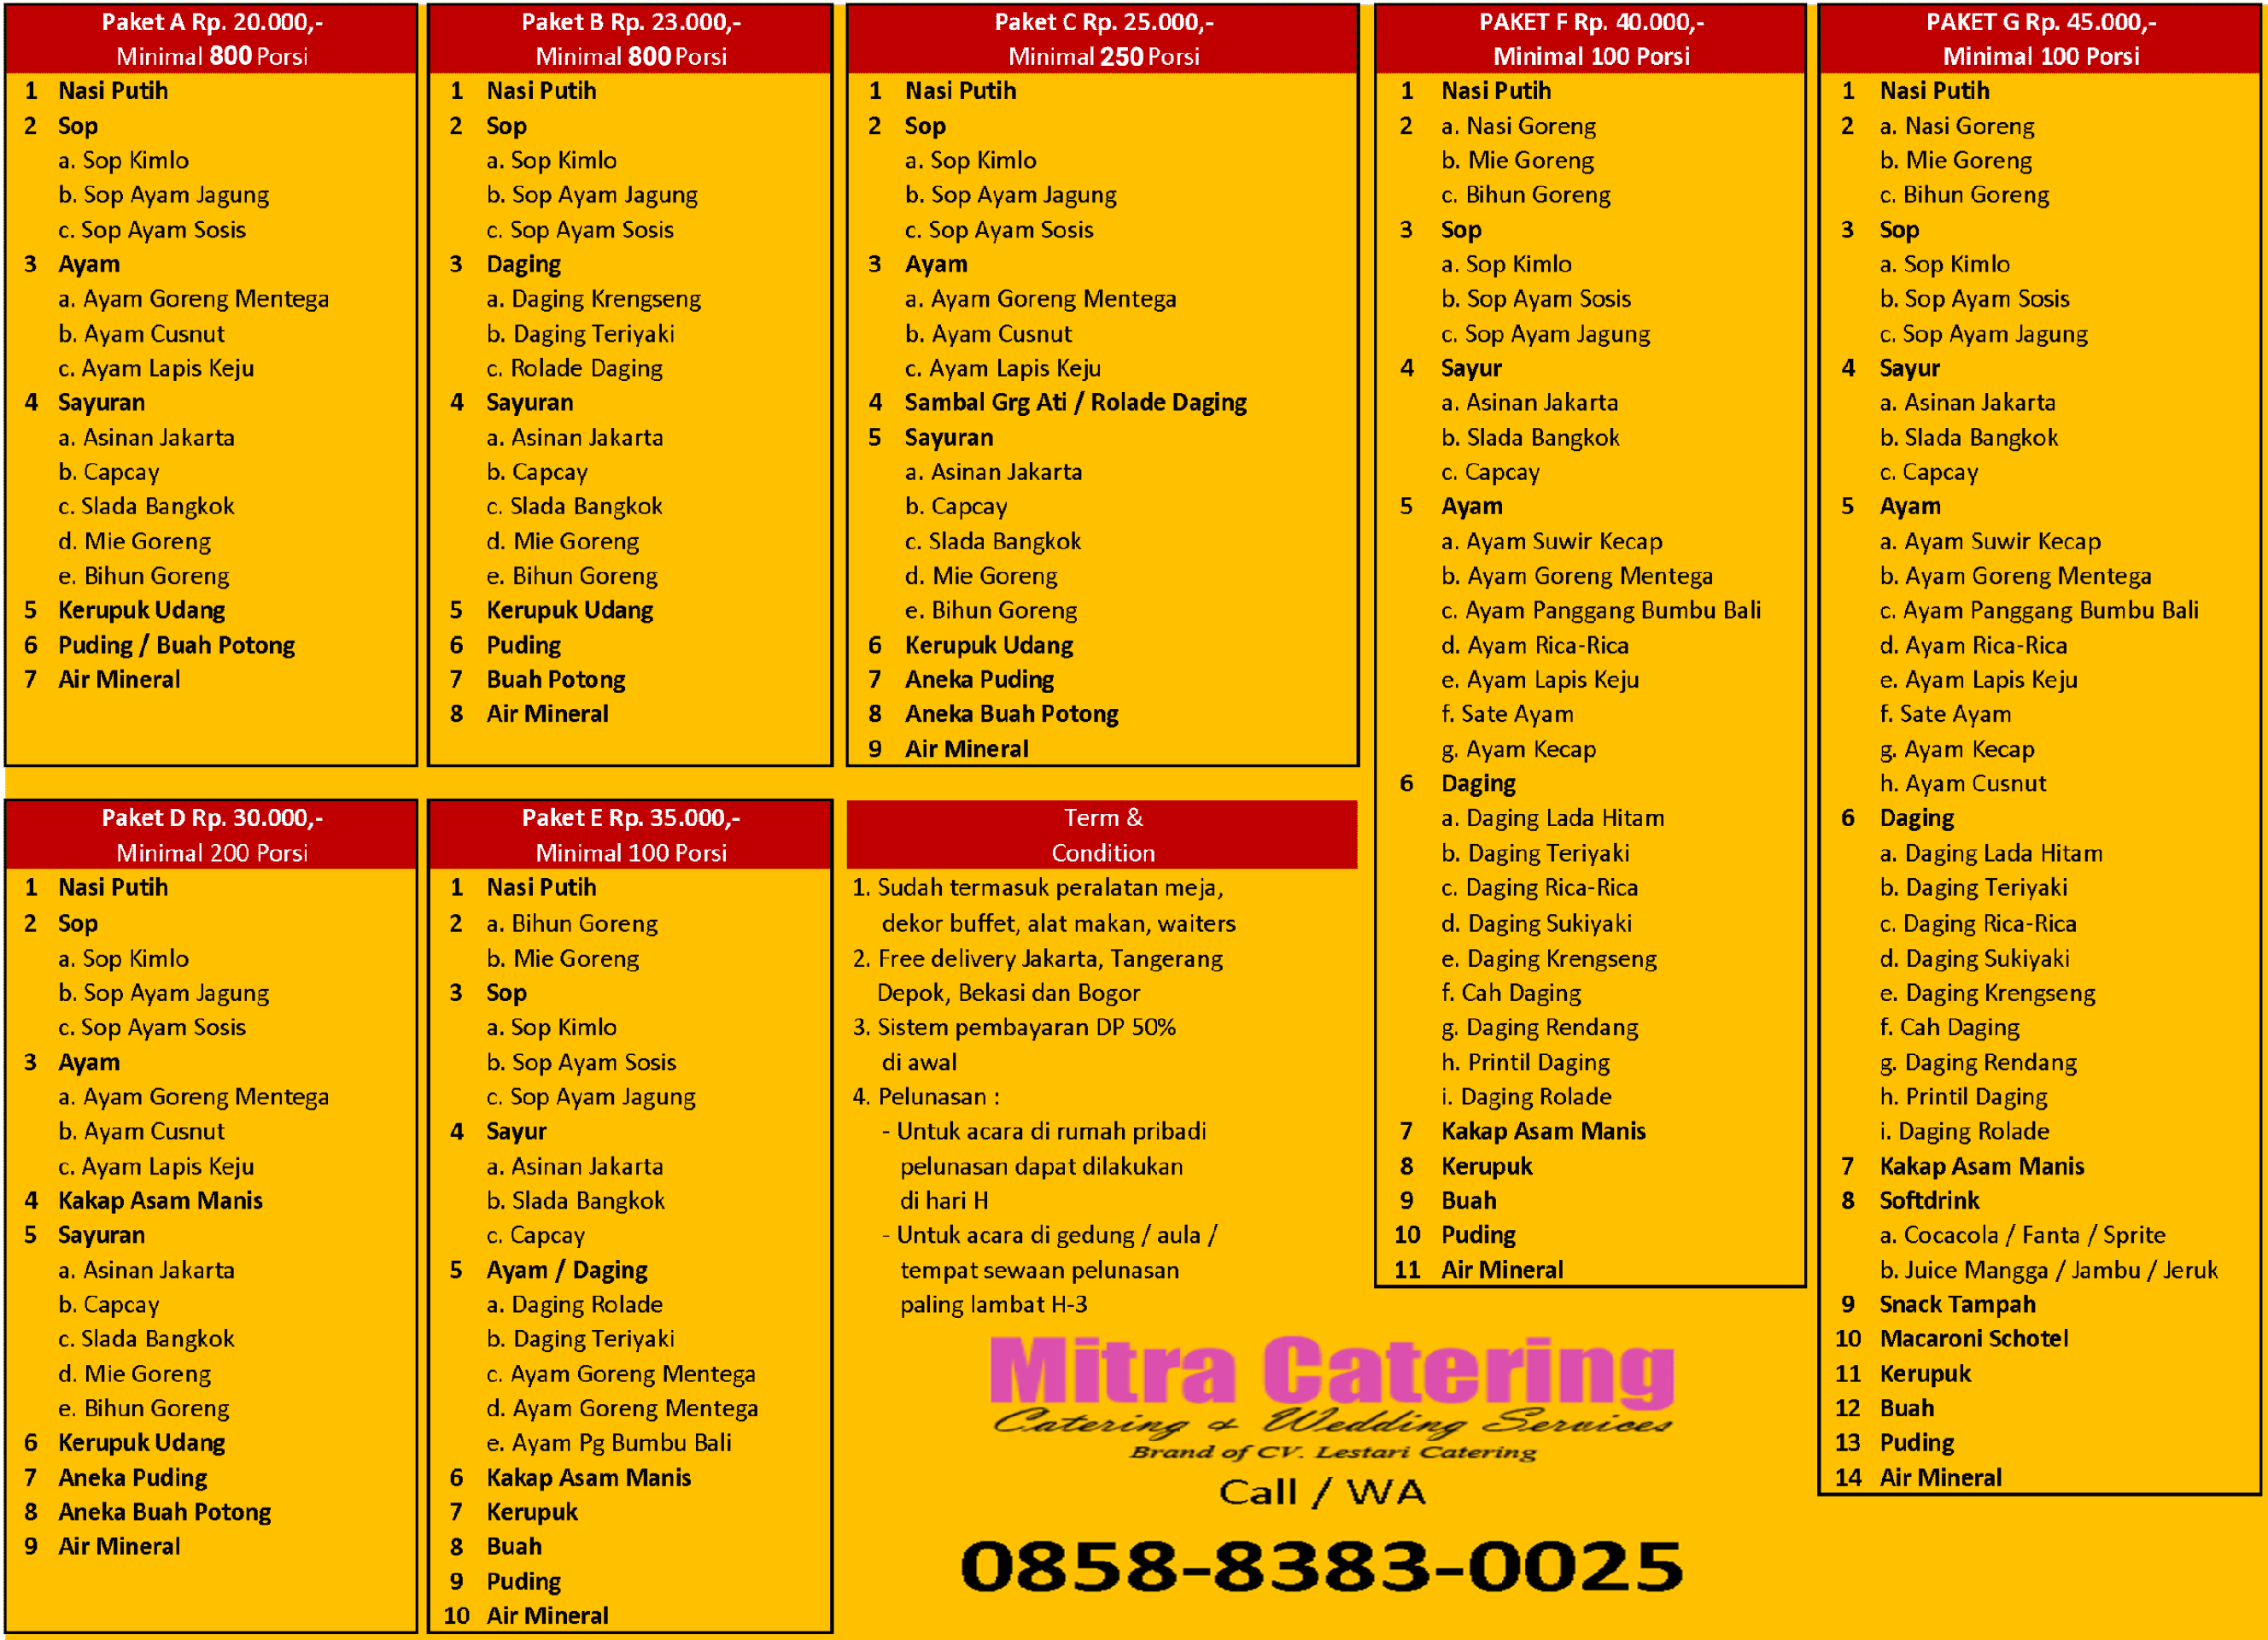 Paket A Rp. 20.000,-
Minimal 800 Porsi
1 Nasi Putih
2 Sop
a. Sop Kimlo
b. Sop Ayam Jagung
c. Sop Ayam Sosis
3 Ayam
a. Ayam Goreng Mentega
b. Ayam Cusnut
c. Ayam Lapis Keju
4 Sayuran
a. Asinan Jakarta
b. Capcay
c. Slada Bangkok
d. Mie Goreng
e. Bihun Goreng
5 Kerupuk Udang
6 Puding / Buah Potong
7 Air Mineral
Paket B Rp. 23.000,-
Minimal 800 Porsi
1 Nasi Putih
2 Sop
a. Sop Kimlo
b. Sop Ayam Jagung
c. Sop Ayam Sosis
3 Daging
a. Daging Krengseng
b. Daging Teriyaki
c. Rolade Daging
4 Sayuran
a. Asinan Jakarta
b. Capcay
c. Slada Bangkok
d. Mie Goreng
e. Bihun Goreng
5 Kerupuk Udang
6 Puding
7 Buah Potong
8 Air Mineral
Paket C Rp. 25.000,-
Minimal 250 Porsi
1 Nasi Putih
2 Sop
a. Sop Kimlo
b. Sop Ayam Jagung
c. Sop Ayam Sosis
3 Ayam
a. Ayam Goreng Mentega
b. Ayam Cusnut
c. Ayam Lapis Keju
4 Sambal Grg Ati / Rolade Daging
5 Sayuran
a. Asinan Jakarta
b. Capcay
c. Slada Bangkok
d. Mie Goreng
e. Bihun Goreng
6 Kerupuk Udang
7 Aneka Puding
8 Aneka Buah Potong
9 Air Mineral
PAKET F Rp. 40.000,-
Minimal 100 Porsi
1 Nasi Putih
2 a. Nasi Goreng
b. Mie Goreng
c. Bihun Goreng
3 Sop
a. Sop Kimlo
b. Sop Ayam Sosis
c. Sop Ayam Jagung
4 Sayur
a. Asinan Jakarta
b. Slada Bangkok
c. Capcay
5 Ayam
a. Ayam Suwir Kecap
b. Ayam Goreng Mentega
c. Ayam Panggang Bumbu Bali
d. Ayam Rica-Rica
e. Ayam Lapis Keju
f. Sate Ayam
g. Ayam Kecap
6 Daging
a. Daging Lada Hitam
b. Daging Teriyaki
c. Daging Rica-Rica
d. Daging Sukiyaki
e. Daging Krengseng
f. Cah Daging
g. Daging Rendang
h. Printil Daging
i. Daging Rolade
7 Kakap Asam Manis
8 Kerupuk
9 Buah
10 Puding
11 Air Mineral
PAKET G Rp. 45.000,-
Minimal 100 Porsi
1 Nasi Putih
2 a. Nasi Goreng
b. Mie Goreng
c. Bihun Goreng
3 Sop
a. Sop Kimlo
b. Sop Ayam Sosis
c. Sop Ayam Jagung
4 Sayur
a. Asinan Jakarta
b. Slada Bangkok
c. Capcay
5 Ayam
a. Ayam Suwir Kecap
b. Ayam Goreng Mentega
c. Ayam Panggang Bumbu Bali
d. Ayam Rica-Rica
e. Ayam Lapis Keju
f. Sate Ayam
g. Ayam Kecap
h. Ayam Cusnut
6 Daging
a. Daging Lada Hitam
b. Daging Teriyaki
c. Daging Rica-Rica
d. Daging Sukiyaki
e. Daging Krengseng
f. Cah Daging
g. Daging Rendang
h. Printil Daging
i. Daging Rolade
7 Kakap Asam Manis
8 Softdrink
a. Cocacola / Fanta / Sprite
b. Juice Mangga / Jambu / Jeruk
9 Snack Tampah
10 Macaroni Schotel
11 Kerupuk
12 Buah
13 Puding
14 Air Mineral
Paket D Rp. 30.000,-
Minimal 200 Porsi
1 Nasi Putih
2 Sop
a. Sop Kimlo
b. Sop Ayam Jagung
c. Sop Ayam Sosis
3 Ayam
a. Ayam Goreng Mentega
b. Ayam Cusnut
c. Ayam Lapis Keju
4 Kakap Asam Manis
5 Sayuran
a. Asinan Jakarta
b. Capcay
c. Slada Bangkok
d. Mie Goreng
e. Bihun Goreng
6 Kerupuk Udang
7 Aneka Puding
8 Aneka Buah Potong
9 Air Mineral
Paket E Rp. 35.000,-
Minimal 100 Porsi
1 Nasi Putih
2 a. Bihun Goreng
b. Mie Goreng
3 Sop
a. Sop Kimlo
b. Sop Ayam Sosis
c. Sop Ayam Jagung
4 Sayur
a. Asinan Jakarta
b. Slada Bangkok
c. Capcay
5 Ayam / Daging
a. Daging Rolade
b. Daging Teriyaki
c. Ayam Goreng Mentega
d. Ayam Goreng Mentega
e. Ayam Pg Bumbu Bali
6 Kakap Asam Manis
7 Kerupuk
8 Buah
9 Puding
10 Air Mineral
Term &
Condition
1. Sudah termasuk peralatan meja,
dekor buffet, alat makan, waiters
2. Free delivery Jakarta, Tangerang
Depok, Bekasi dan Bogor
3. Sistem pembayaran DP 50%
di awal
4. Pelunasan :
- Untuk acara di rumah pribadi
pelunasan dapat dilakukan
di hari H
- Untuk acara di gedung / aula /
tempat sewaan pelunasan
paling lambat H-3
Mitra Catering
Catering & Wedding Services
Brand of CV. Lestari Catering
Call / WA
0858-8383-0025